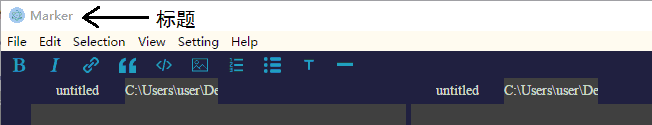 Marker 标题
File Edit Selection View Setting Help
B I T
untitled C:\Users\user\De untitled C:\Users\user\De